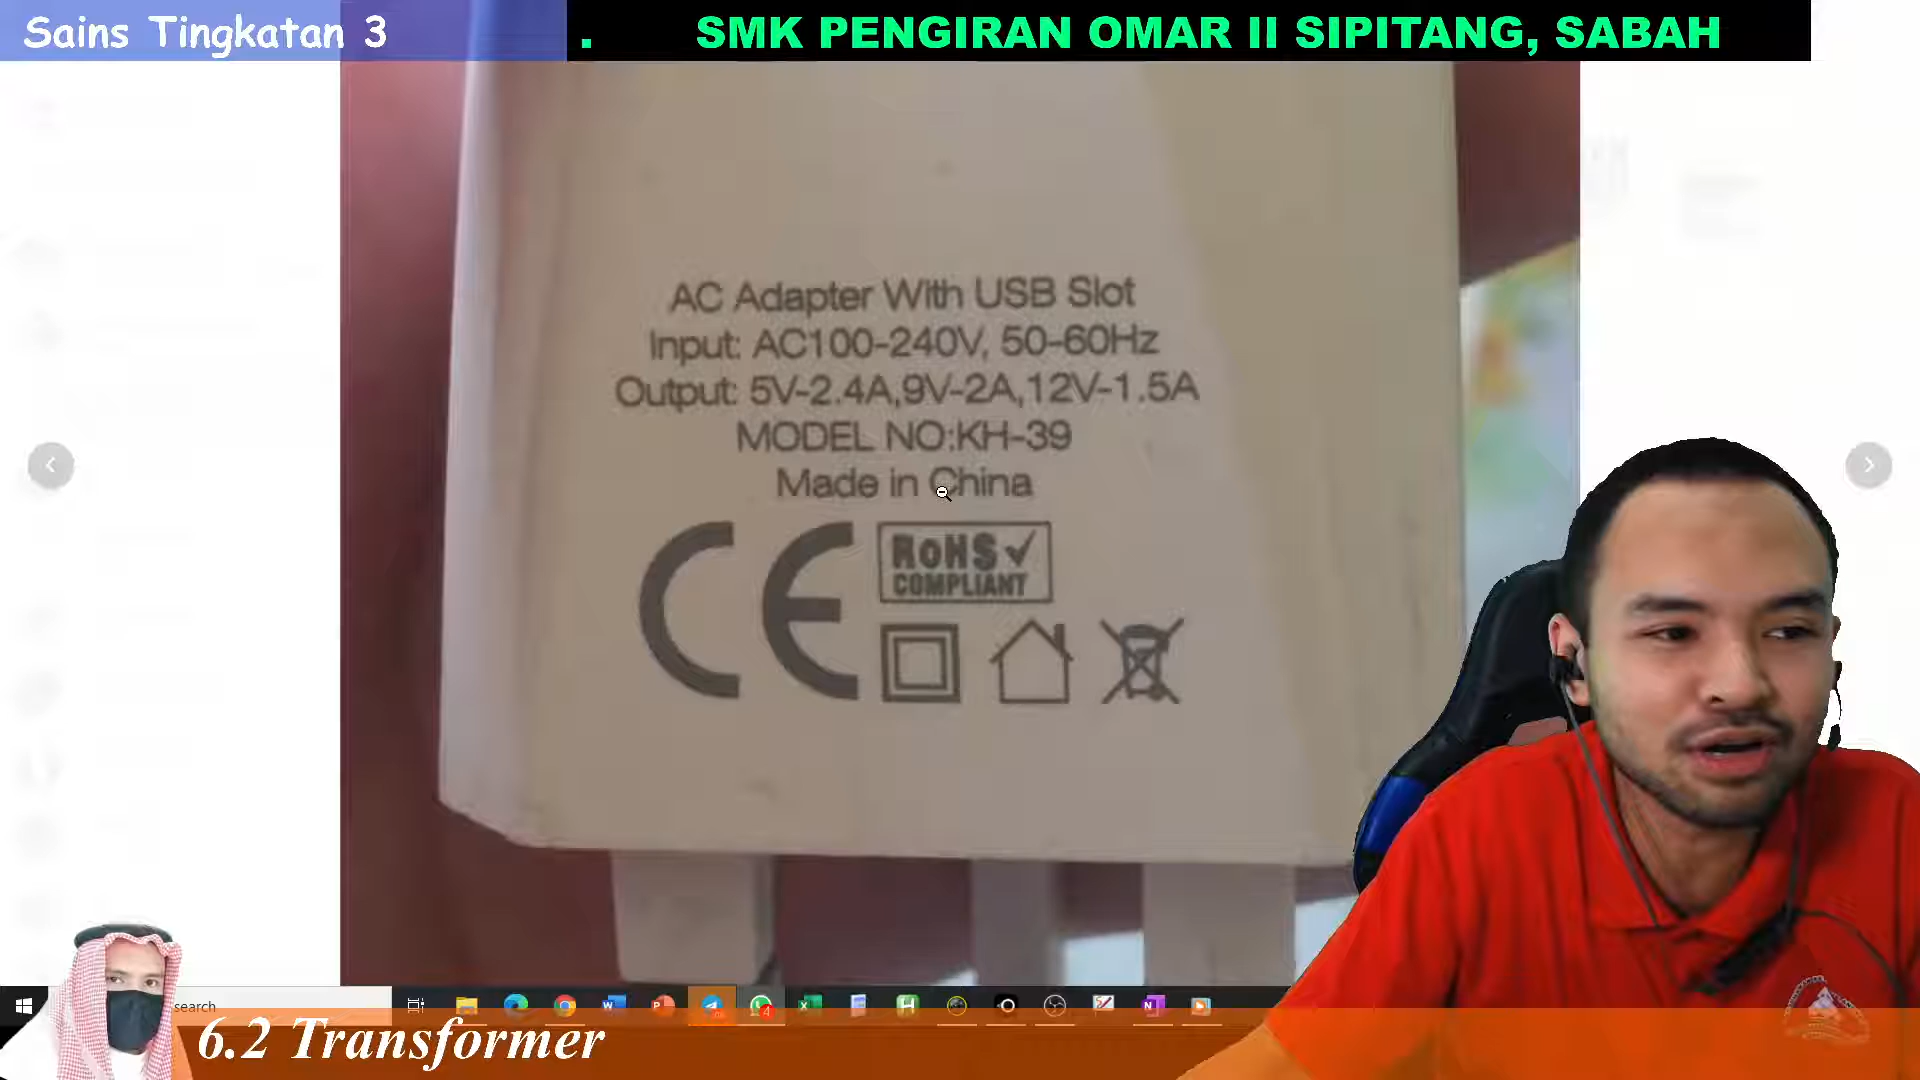 Sains Tingkatan 3
. SMK PENGIRAN OMAR II SIPITANG, SABAH
AC Adapter With USB Slot
Input: AC100-240V, 50-60Hz
Output: 5V-2.4A,9V-2A,12V-1.5A
MODEL NO:KH-39
Made in China
CE
RoHS
COMPLIANT
search
4
6.2 Transformer